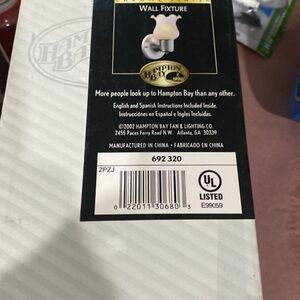 WALL FIXTURE
HAMPTON BAY
HAMPTON BAY
More people look up to Hampton Bay than any other.
English and Spanish Instructions Included Inside.
Instrucciones en Español e Ingles Incluidas.
©2002 HAMPTON BAY FAN & LIGHTING CO.
2455 Paces Ferry Road N.W. Atlanta, GA 30339
MANUFACTURED IN CHINA • FABRICADO EN CHINA
692 320
ZPZJ
0 22011 30680 3
UL
LISTED
E99059